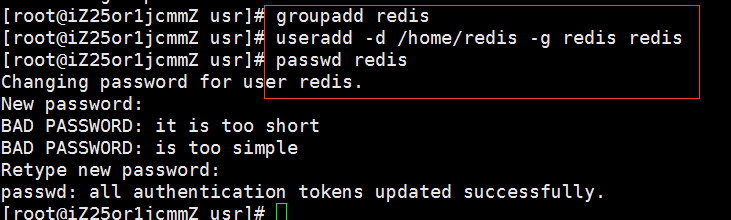 [root@iZ25or1jcmmZ usr]# groupadd redis
[root@iZ25or1jcmmZ usr]# useradd -d /home/redis -g redis redis
[root@iZ25or1jcmmZ usr]# passwd redis
Changing password for user redis.
New password:
BAD PASSWORD: it is too short
BAD PASSWORD: is too simple
Retype new password:
passwd: all authentication tokens updated successfully.
[root@iZ25or1jcmmZ usr]#